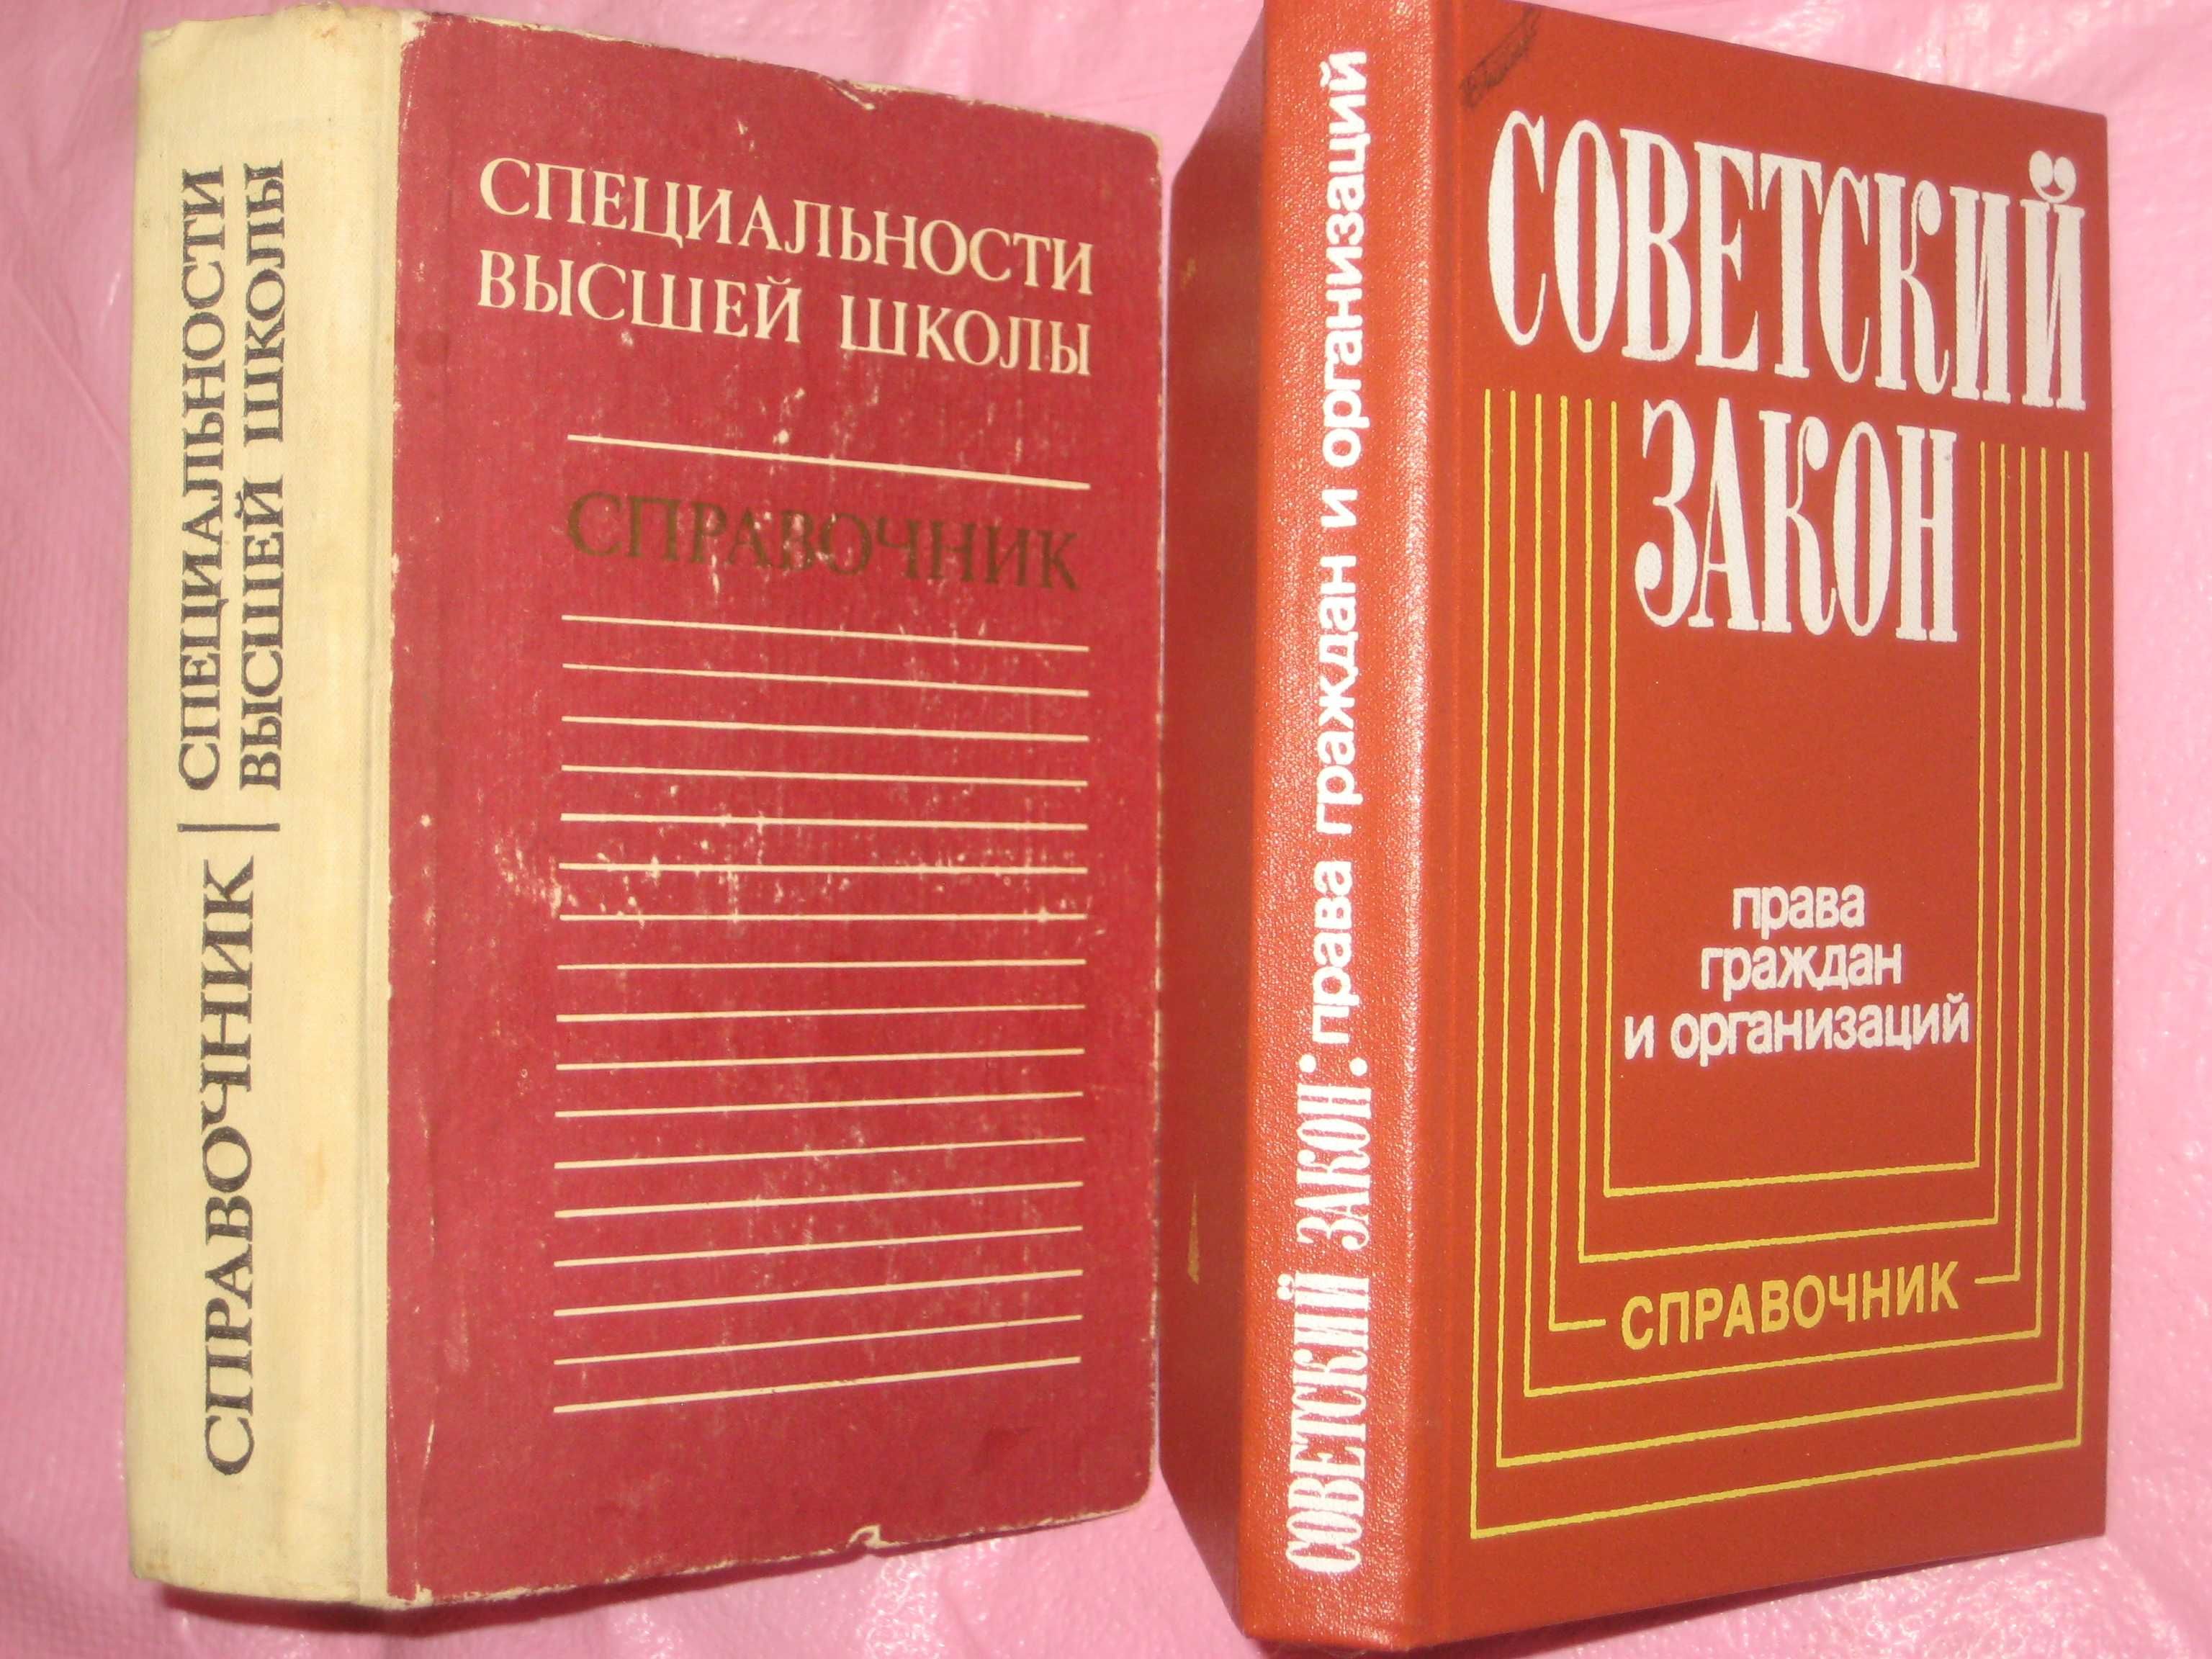 СПРАВОЧНИК
СПЕЦИАЛЬНОСТИ
ВЫСШЕЙ ШКОЛЫ
СПЕЦИАЛЬНОСТИ
ВЫСШЕЙ ШКОЛЫ
СПРАВОЧНИК
СОВЕТСКИЙ ЗАКОН: права граждан и организаций
СОВЕТСКИЙ
ЗАКОН
права
граждан
и организаций
СПРАВОЧНИК